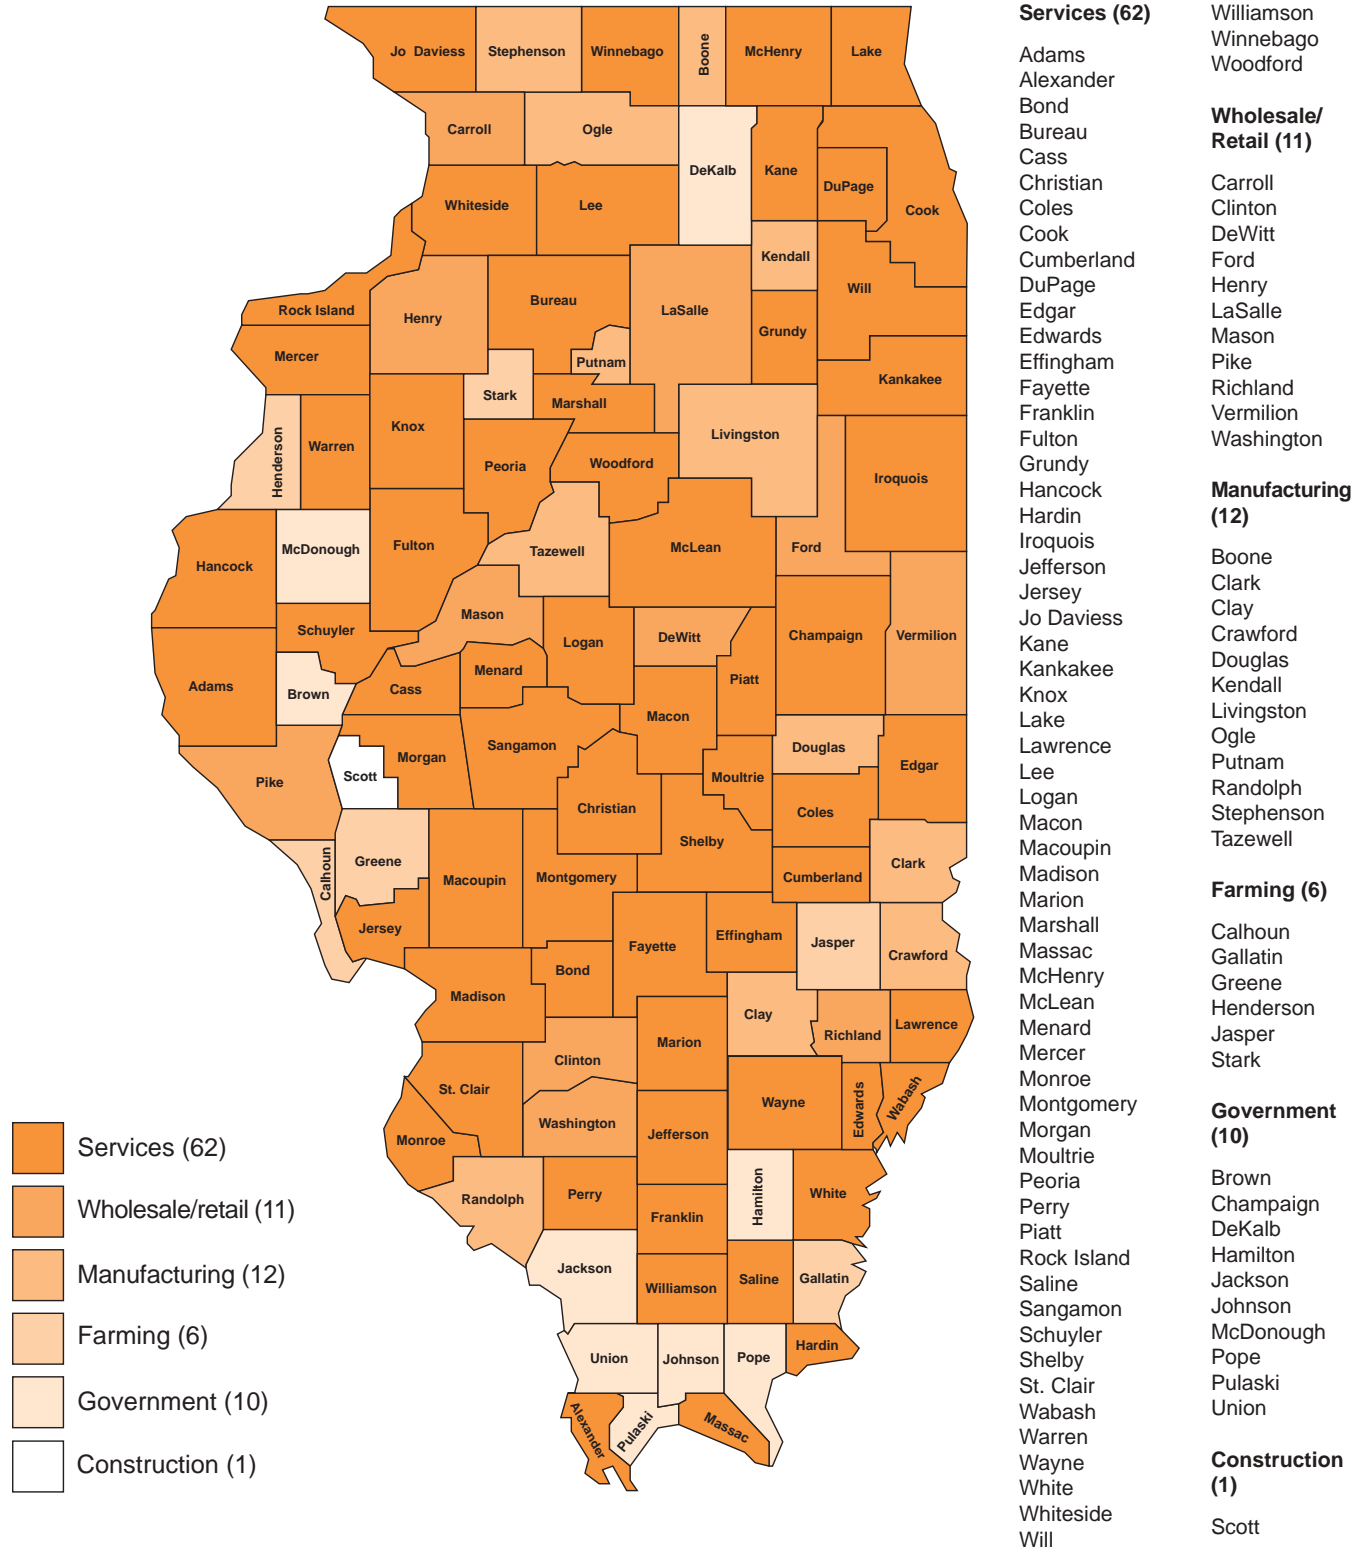 Jo Daviess
Stephenson
Winnebago
Boone
McHenry
Lake
Carroll
Ogle
DeKalb
Kane
DuPage
Cook
Whiteside
Lee
Kendall
Will
Rock Island
Henry
Bureau
LaSalle
Grundy
Mercer
Putnam
Kankakee
Stark
Marshall
Henderson
Warren
Knox
Peoria
Woodford
Livingston
Iroquois
Hancock
McDonough
Fulton
Tazewell
McLean
Ford
Mason
Schuyler
Logan
DeWitt
Champaign
Vermilion
Adams
Brown
Cass
Menard
Piatt
Macon
Pike
Scott
Morgan
Sangamon
Christian
Moultrie
Douglas
Edgar
Coles
Shelby
Calhoun
Greene
Macoupin
Montgomery
Cumberland
Clark
Jersey
Fayette
Effingham
Jasper
Crawford
Bond
Madison
Clay
Richland
Lawrence
Marion
Clinton
St. Clair
Wayne
Edwards
Wabash
Monroe
Washington
Jefferson
Randolph
Perry
Hamilton
White
Franklin
Jackson
Williamson
Saline
Gallatin
Union
Johnson
Pope
Hardin
Alexander
Pulaski
Massac
Services (62)
Wholesale/retail (11)
Manufacturing (12)
Farming (6)
Government (10)
Construction (1)
Services (62)
Adams
Alexander
Bond
Bureau
Cass
Christian
Coles
Cook
Cumberland
DuPage
Edgar
Edwards
Effingham
Fayette
Franklin
Fulton
Grundy
Hancock
Hardin
Iroquois
Jefferson
Jersey
Jo Daviess
Kane
Kankakee
Knox
Lake
Lawrence
Lee
Logan
Macon
Macoupin
Madison
Marion
Marshall
Massac
McHenry
McLean
Menard
Mercer
Monroe
Montgomery
Morgan
Moultrie
Peoria
Perry
Piatt
Rock Island
Saline
Sangamon
Schuyler
Shelby
St. Clair
Wabash
Warren
Wayne
White
Whiteside
Will
Williamson
Winnebago
Woodford
Wholesale/
Retail (11)
Carroll
Clinton
DeWitt
Ford
Henry
LaSalle
Mason
Pike
Richland
Vermilion
Washington
Manufacturing
(12)
Boone
Clark
Clay
Crawford
Douglas
Kendall
Livingston
Ogle
Putnam
Randolph
Stephenson
Tazewell
Farming (6)
Calhoun
Gallatin
Greene
Henderson
Jasper
Stark
Government
(10)
Brown
Champaign
DeKalb
Hamilton
Jackson
Johnson
McDonough
Pope
Pulaski
Union
Construction
(1)
Scott